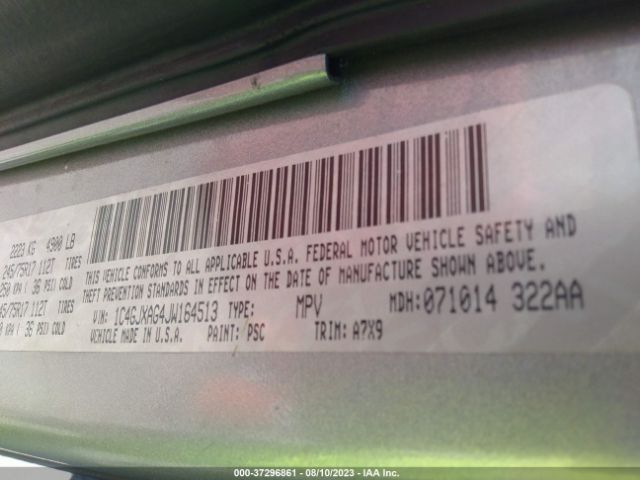 2223 KG 4900 LB
245/75R17 112T TIRES
250 KPA ( 36 PSI COLD
45/75R17 112T TIRES
KPA ( 36 PSI COLD
THIS VEHICLE CONFORMS TO ALL APPLICABLE U.S.A. FEDERAL MOTOR VEHICLE SAFETY AND
THEFT PREVENTION STANDARDS IN EFFECT ON THE DATE OF MANUFACTURE SHOWN ABOVE.
VIN: 1C4GJXAG4JW164513 TYPE: MPV MDH:071014 322AA
VEHICLE MADE IN U.S.A. PAINT: PSC TRIM: A7X9
000-37296861 - 08/10/2023 - IAA Inc.